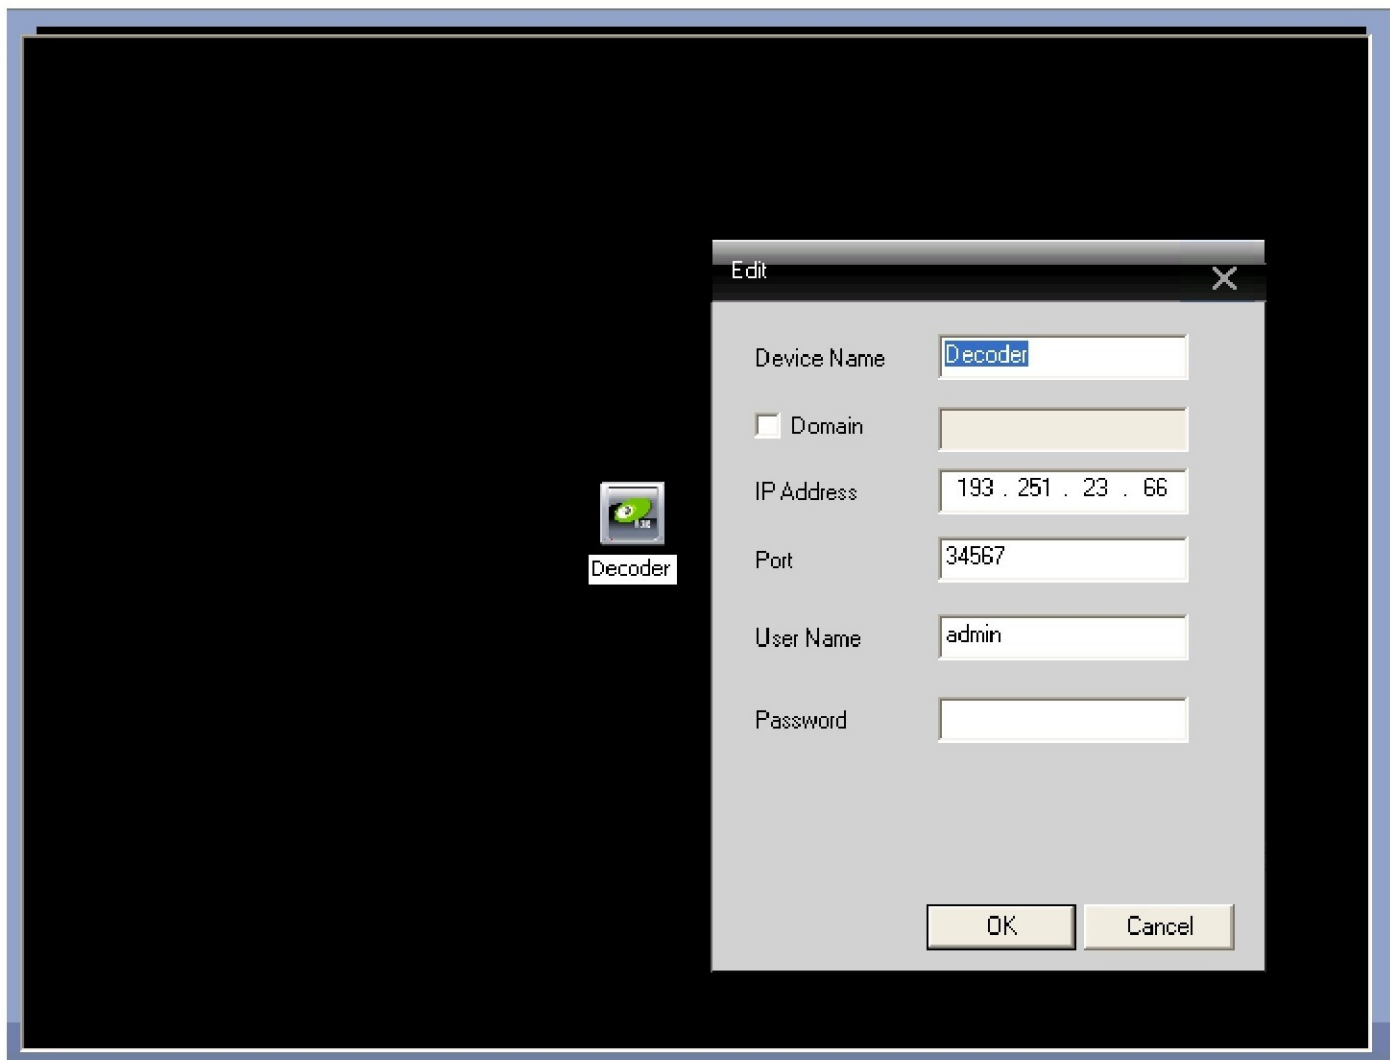 Edit
Device Name Decoder
Domain
IP Address 193 . 251 . 23 . 66
Port 34567
User Name admin
Password
Decoder
OK Cancel